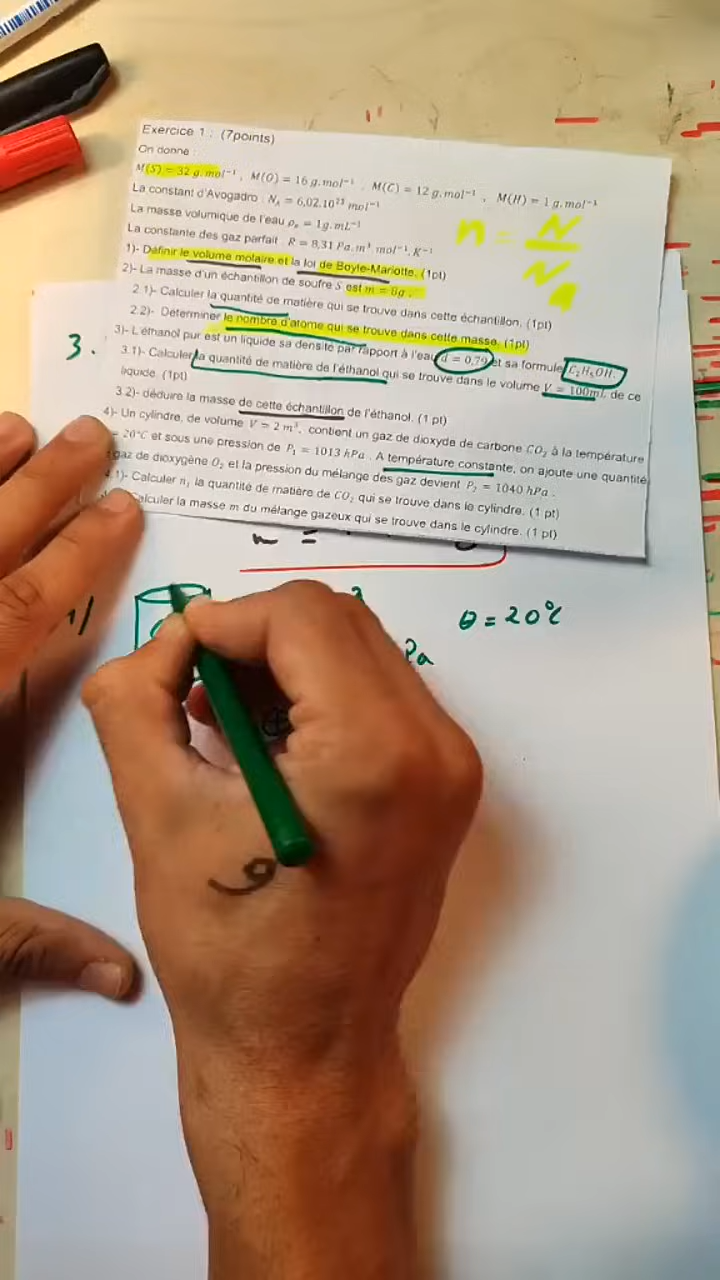 Exercice 1 : (7points)
On donne :
M(S) = 32 g.mol⁻¹ , M(O) = 16 g.mol⁻¹ , M(C) = 12 g.mol⁻¹ , M(H) = 1 g.mol⁻¹
La constant d'Avogadro : Nₐ = 6,02.10²³ mol⁻¹
La masse volumique de l'eau ρₑ = 1g.mL⁻¹
La constante des gaz parfait : R = 8,31 Pa.m³.mol⁻¹.K⁻¹
n = N/Na
1)- Définir le volume molaire et la loi de Boyle-Mariotte. (1pt)
2)- La masse d'un échantillon de soufre S est m = 8g .
2.1)- Calculer la quantité de matière qui se trouve dans cette échantillon. (1pt)
2.2)- Déterminer le nombre d'atome qui se trouve dans cette masse. (1pt)
3.
3)- L'éthanol pur est un liquide sa densité par rapport à l'eau d = 0,79 et sa formule C₂H₅OH.
3.1)- Calculer la quantité de matière de l'éthanol qui se trouve dans le volume V = 100mL de ce
liquide. (1pt)
3.2)- déduire la masse de cette échantillon de l'éthanol. (1 pt)
4)- Un cylindre, de volume V = 2 m³, contient un gaz de dioxyde de carbone CO₂ à la température
= 20°C et sous une pression de P₁ = 1013 hPa . A température constante, on ajoute une quantité
gaz de dioxygène O₂ et la pression du mélange des gaz devient P₂ = 1040 hPa .
4.1)- Calculer n₁ la quantité de matière de CO₂ qui se trouve dans le cylindre. (1 pt)
Calculer la masse m du mélange gazeux qui se trouve dans le cylindre. (1 pt)
θ = 20°C
Pa